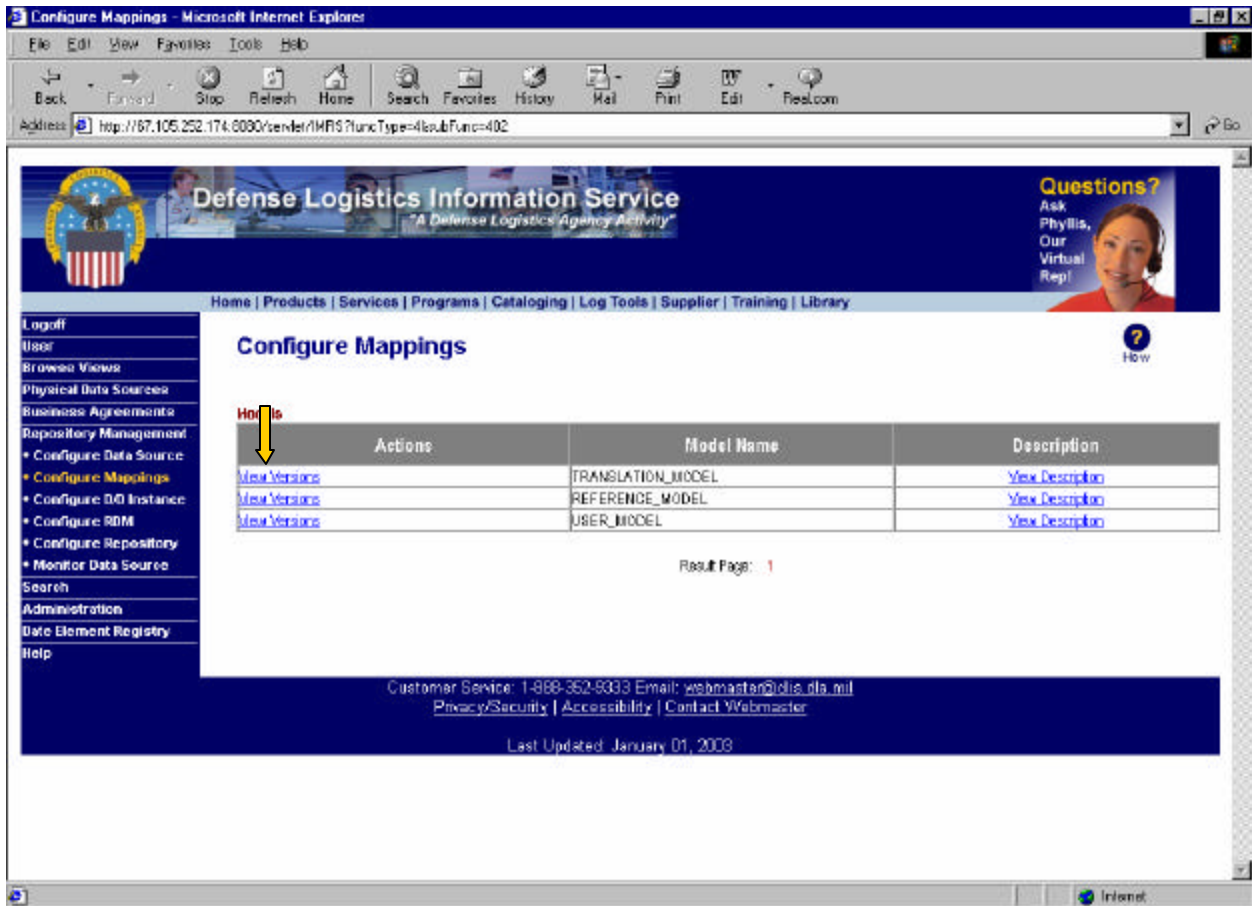 Configure Mappings - Microsoft Internet Explorer
File Edit View Favorites Tools Help
Back Forward Stop Refresh Home Search Favorites History Mail Print Edit Real.com
Address http://67.105.252.174:8080/servlet/IMRIS?funcType=4&subFunc=402 Go
Defense Logistics Information Service
"A Defense Logistics Agency Activity"
Questions?
Ask
Phyllis,
Our
Virtual
Rep!
Home | Products | Services | Programs | Cataloging | Log Tools | Supplier | Training | Library
Logoff
User
Browse Views
Physical Data Sources
Business Agreements
Repository Management
• Configure Data Source
• Configure Mappings
• Configure D/D Instance
• Configure RDM
• Configure Repository
• Monitor Data Source
Search
Administration
Date Element Registry
Help
Configure Mappings
?
How
Actions Model Name Description
View Versions TRANSLATION_MODEL View Description
View Versions REFERENCE_MODEL View Description
View Versions USER_MODEL View Description
Result Page: 1
Customer Service: 1-888-352-9333 Email: webmaster@dlis.dla.mil
Privacy/Security | Accessibility | Contact Webmaster
Last Updated: January 01, 2003
Internet